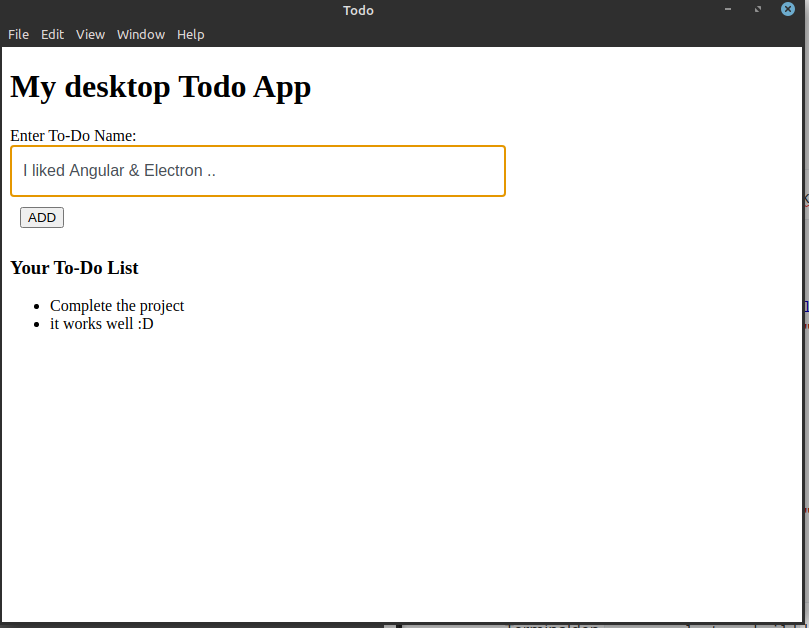 Todo
File Edit View Window Help
My desktop Todo App
Enter To-Do Name:
I liked Angular & Electron ..
ADD
Your To-Do List
Complete the project
it works well :D